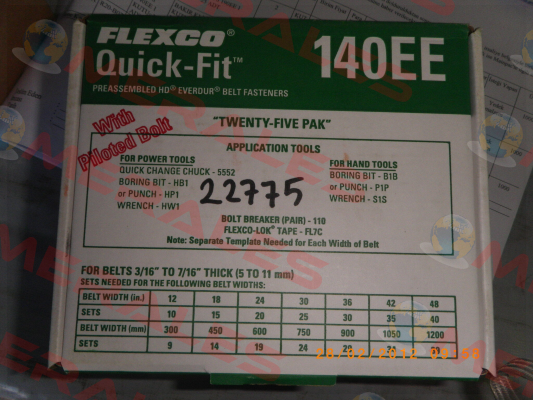 FLEXCO®
Quick-Fit™ 140EE
PREASSEMBLED HD® EVERDUR® BELT FASTENERS
With
Piloted Bolt
"TWENTY-FIVE PAK"
APPLICATION TOOLS
FOR POWER TOOLS
QUICK CHANGE CHUCK - 5552
BORING BIT - HB1
or PUNCH - HP1
WRENCH - HW1
FOR HAND TOOLS
BORING BIT - B1B
or PUNCH - P1P
WRENCH - S1S
22775
BOLT BREAKER (PAIR) - 110
FLEXCO-LOK® TAPE - FL7C
Note: Separate Template Needed for Each Width of Belt
FOR BELTS 3/16" TO 7/16" THICK (5 TO 11 mm)
SETS NEEDED FOR THE FOLLOWING BELT WIDTHS:
BELT WIDTH (in.) 12 18 24 30 36 42 48
SETS 10 15 20 25 30 35 40
BELT WIDTH (mm) 300 450 600 750 900 1050 1200
SETS 9 14 19 24
MERALES